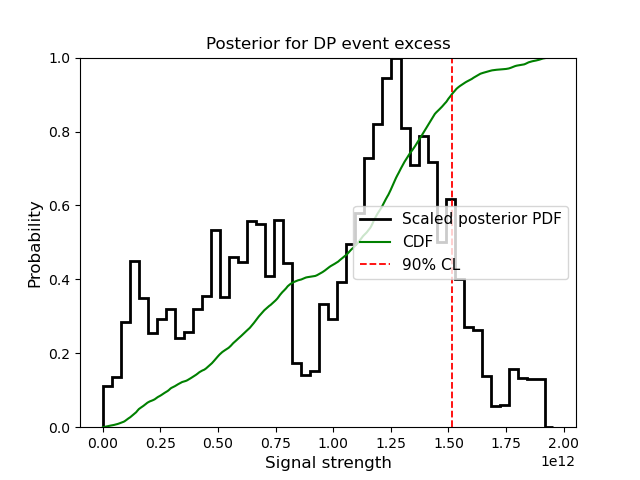 Posterior for DP event excess
Probability
1.0
0.8
0.6
0.4
0.2
0.0
Scaled posterior PDF
CDF
90% CL
0.00 0.25 0.50 0.75 1.00 1.25 1.50 1.75 2.00
1e12
Signal strength